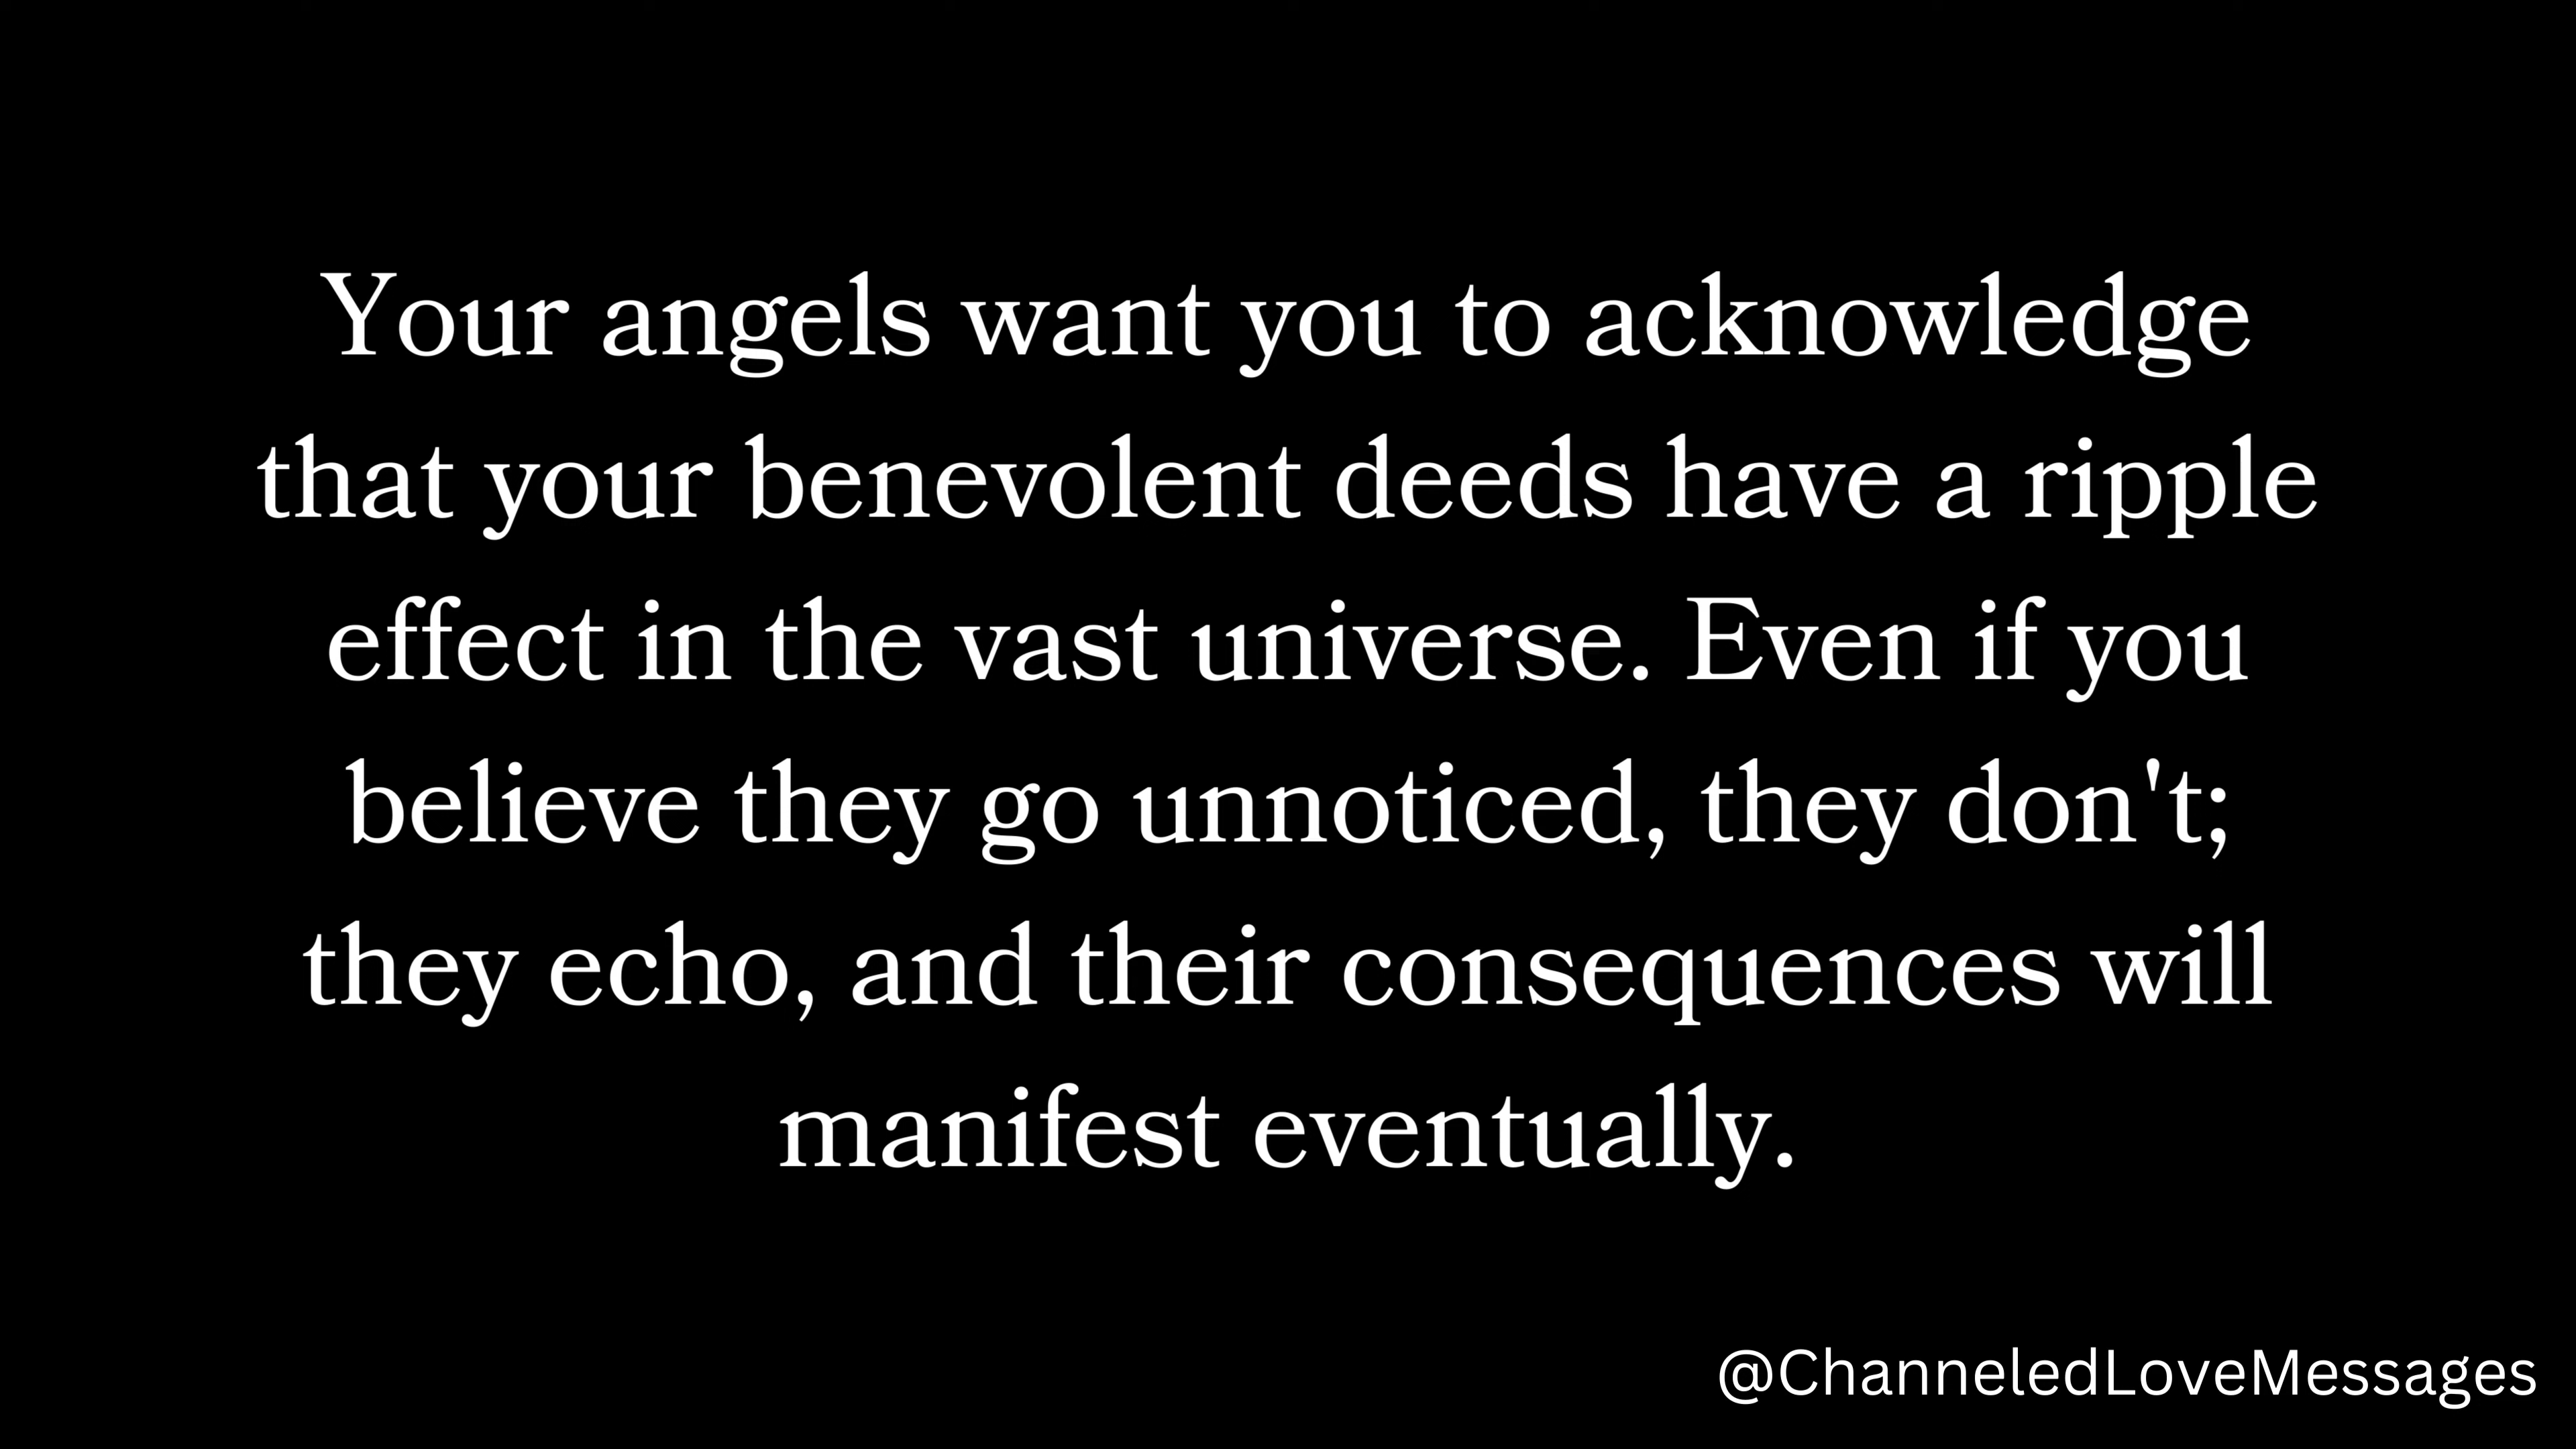 Your angels want you to acknowledge
that your benevolent deeds have a ripple
effect in the vast universe. Even if you
believe they go unnoticed, they don't;
they echo, and their consequences will
manifest eventually.
@ChanneledLoveMessages